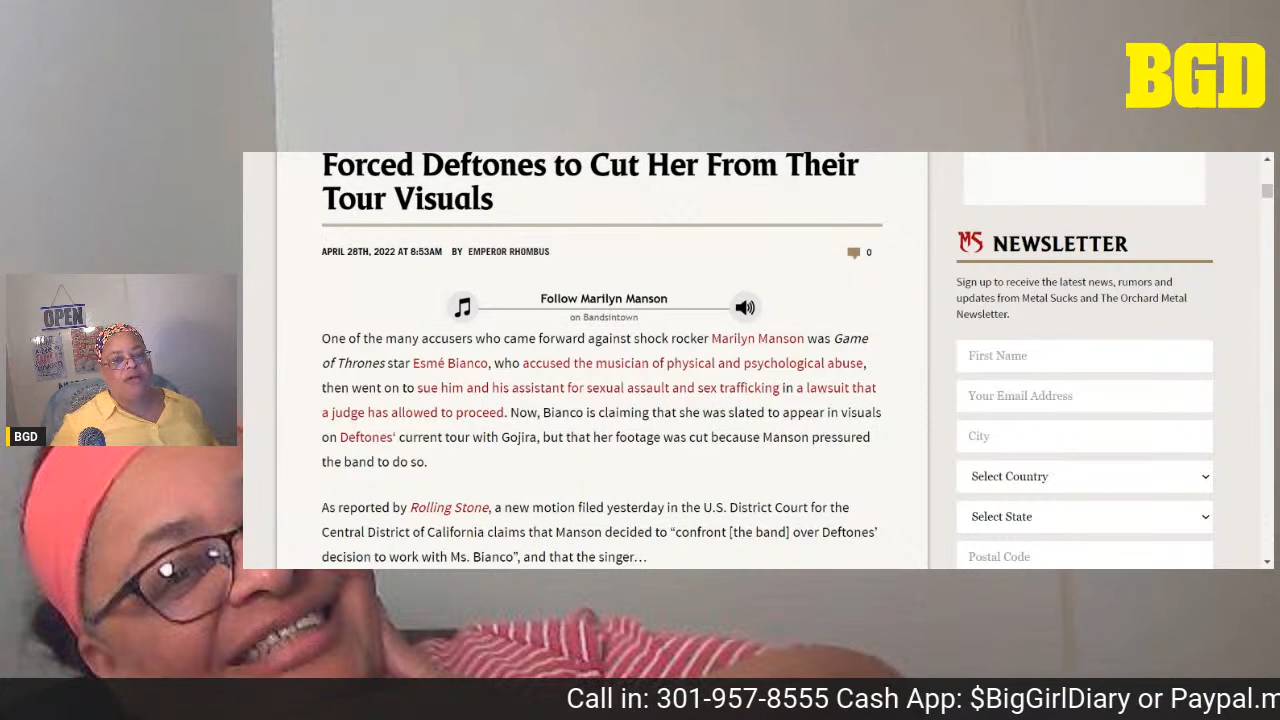 BGD
Forced Deftones to Cut Her From Their
Tour Visuals
APRIL 28TH, 2022 AT 8:53AM BY EMPEROR RHOMBUS
0
Follow Marilyn Manson
on Bandsintown
One of the many accusers who came forward against shock rocker Marilyn Manson was Game
of Thrones star Esmé Bianco, who accused the musician of physical and psychological abuse,
then went on to sue him and his assistant for sexual assault and sex trafficking in a lawsuit that
a judge has allowed to proceed. Now, Bianco is claiming that she was slated to appear in visuals
on Deftones‘ current tour with Gojira, but that her footage was cut because Manson pressured
the band to do so.
As reported by Rolling Stone, a new motion filed yesterday in the U.S. District Court for the
Central District of California claims that Manson decided to “confront [the band] over Deftones’
decision to work with Ms. Bianco”, and that the singer…
MS NEWSLETTER
Sign up to receive the latest news, rumors and
updates from Metal Sucks and The Orchard Metal
Newsletter.
First Name
Your Email Address
City
Select Country
Select State
Postal Code
OPEN
BGD
Call in: 301-957-8555 Cash App: $BigGirlDiary or Paypal.m